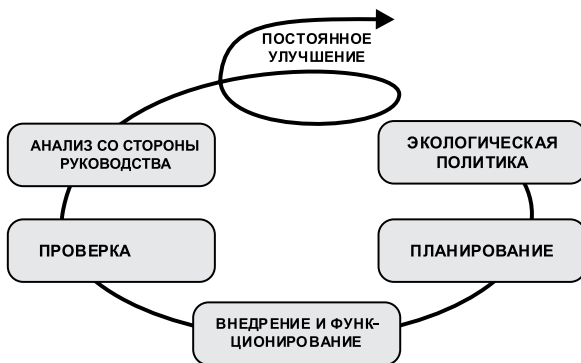 ПОСТОЯННОЕ
УЛУЧШЕНИЕ
ЭКОЛОГИЧЕСКАЯ
ПОЛИТИКА
ПЛАНИРОВАНИЕ
ВНЕДРЕНИЕ И ФУНК-
ЦИОНИРОВАНИЕ
ПРОВЕРКА
АНАЛИЗ СО СТОРОНЫ
РУКОВОДСТВА